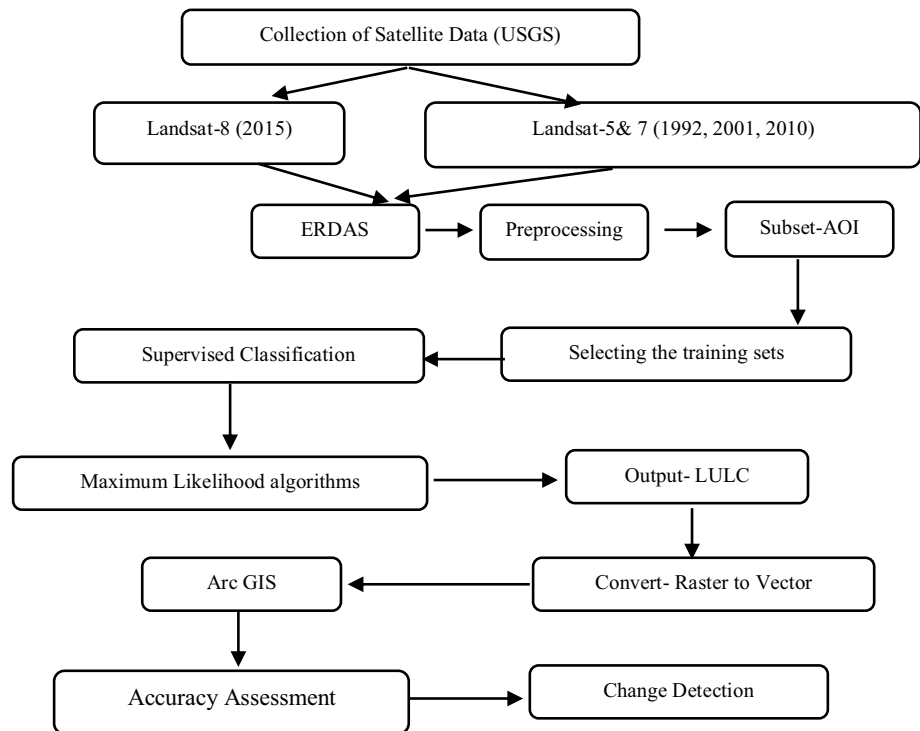 Collection of Satellite Data (USGS)
Landsat-8 (2015)
Landsat-5& 7 (1992, 2001, 2010)
ERDAS
Preprocessing
Subset-AOI
Supervised Classification
Selecting the training sets
Maximum Likelihood algorithms
Output- LULC
Arc GIS
Convert- Raster to Vector
Accuracy Assessment
Change Detection